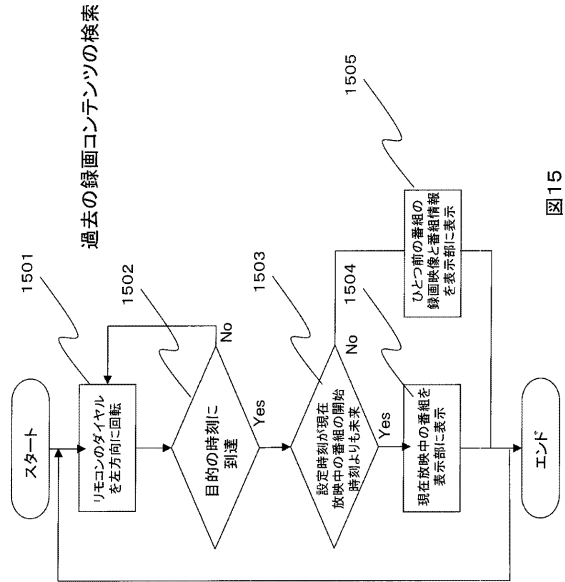 過去の録画コンテンツの検索
スタート
1501
リモコンのダイヤル
を左方向に回転
1502
目的の時刻に
到達
No
Yes
1503
設定時刻が現在
放映中の番組の開始
時刻よりも未来
No
Yes
1504
現在放映中の番組を
表示部に表示
1505
ひとつ前の番組の
録画映像と番組情報
を表示部に表示
エンド
図15